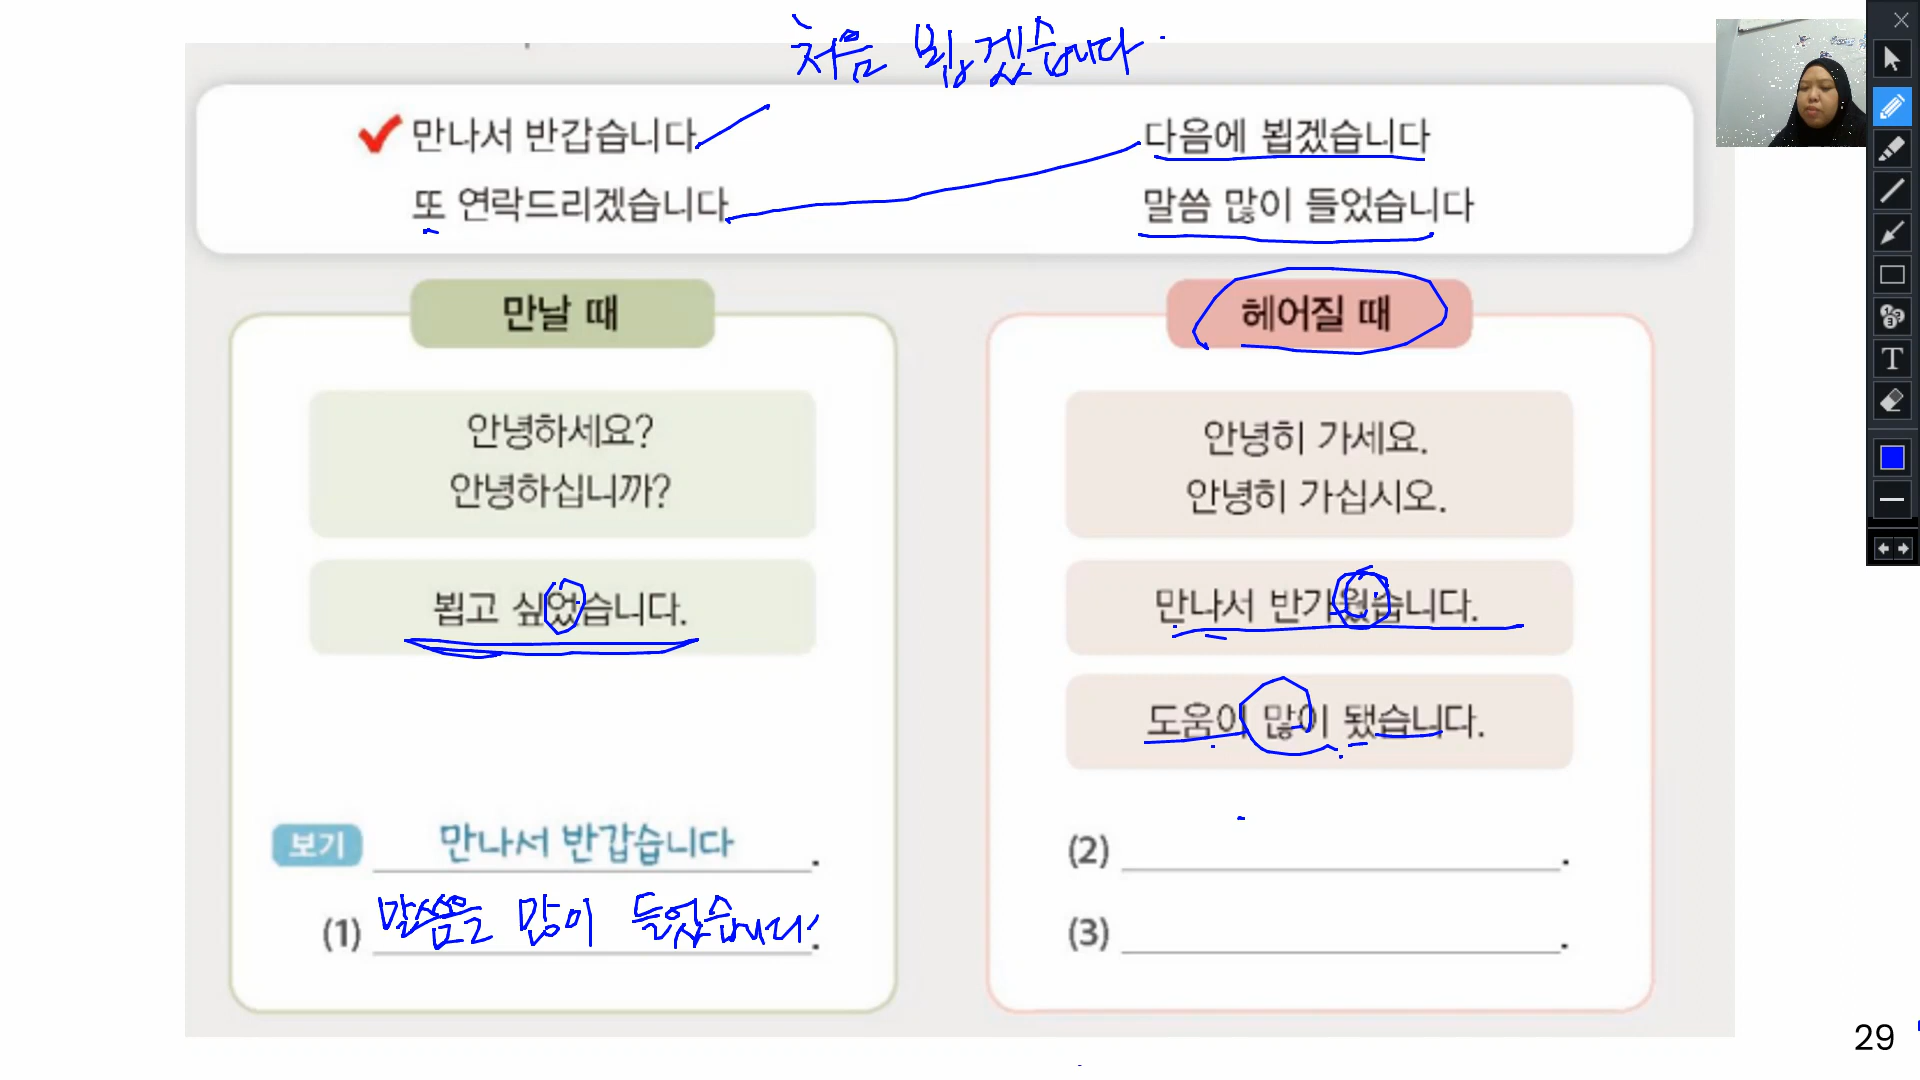 처음 뵙겠습니다.
만나서 반갑습니다 다음에 뵙겠습니다
또 연락드리겠습니다 말씀 많이 들었습니다
만날 때
안녕하세요?
안녕하십니까?
뵙고 싶었습니다.
보기 만나서 반갑습니다.
(1) 말씀을 많이 들었습니다.
헤어질 때
안녕히 가세요.
안녕히 가십시오.
만나서 반가웠습니다.
도움이 많이 됐습니다.
(2) .
(3) .
29